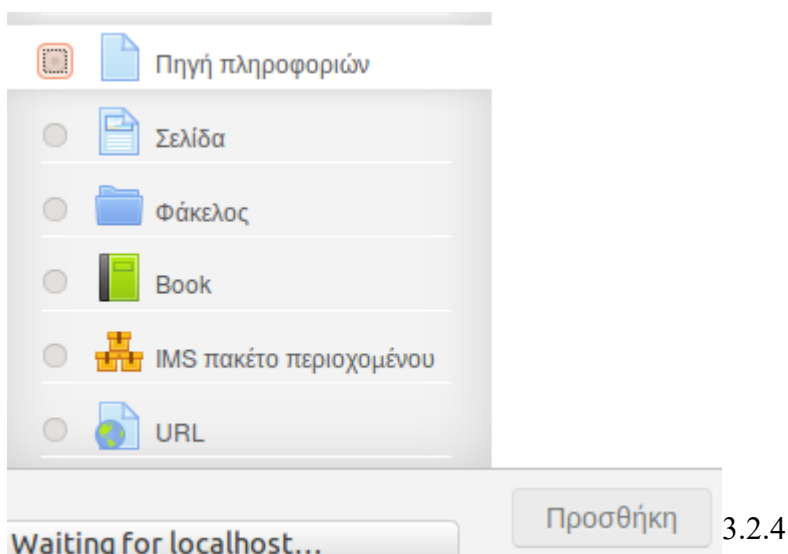 Πηγή πληροφοριών
Σελίδα
Φάκελος
Book
IMS πακέτο περιοχομένου
URL
Προσθήκη 3.2.4
Waiting for localhost...